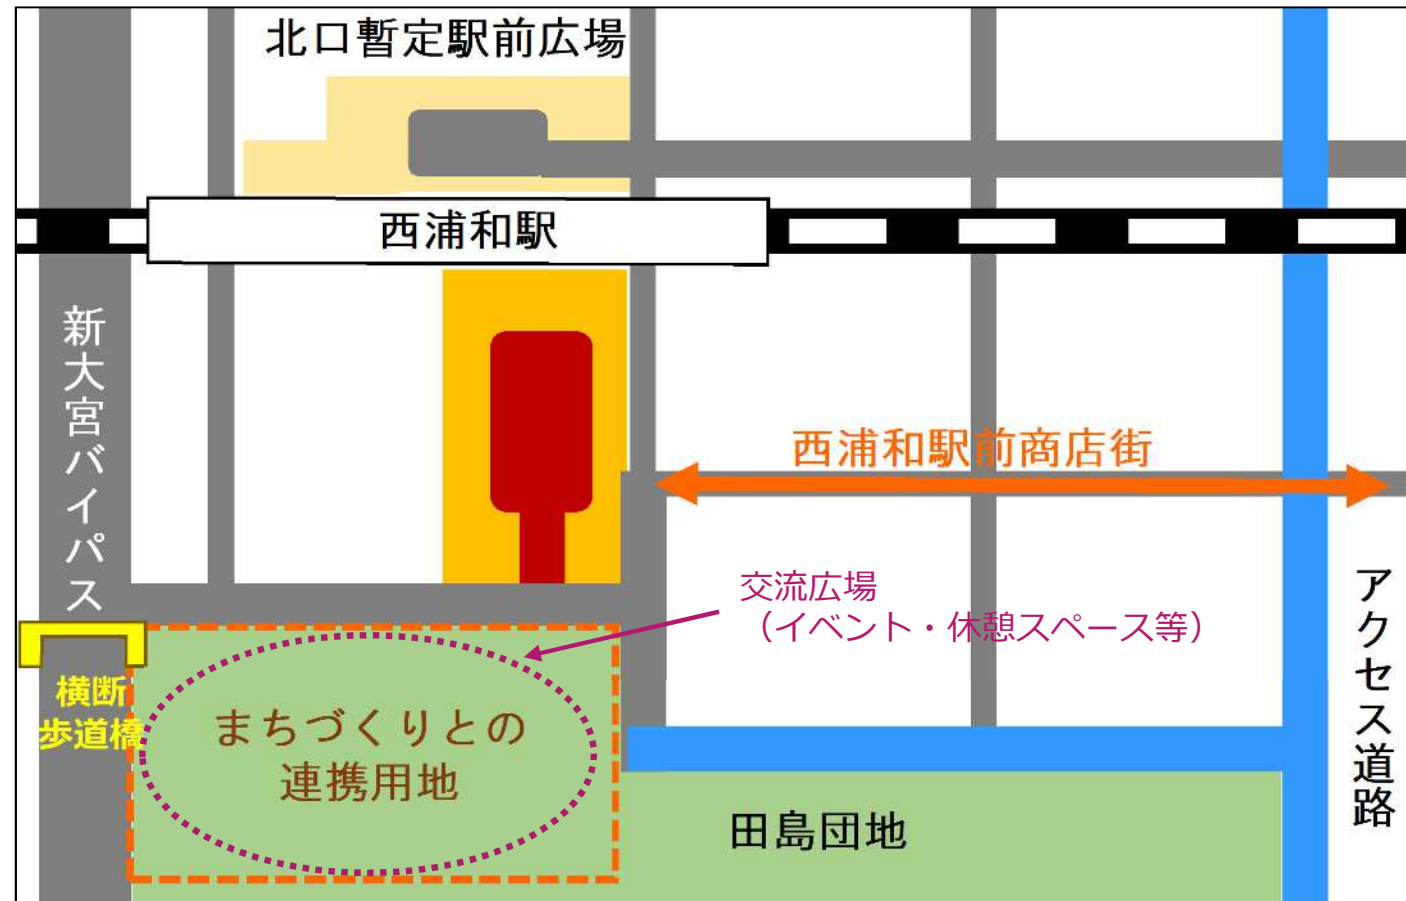 北口暫定駅前広場
西浦和駅
新大宮バイパス
西浦和駅前商店街
交流広場
（イベント・休憩スペース等）
アクセス道路
横断
歩道橋
まちづくりとの
連携用地
田島団地